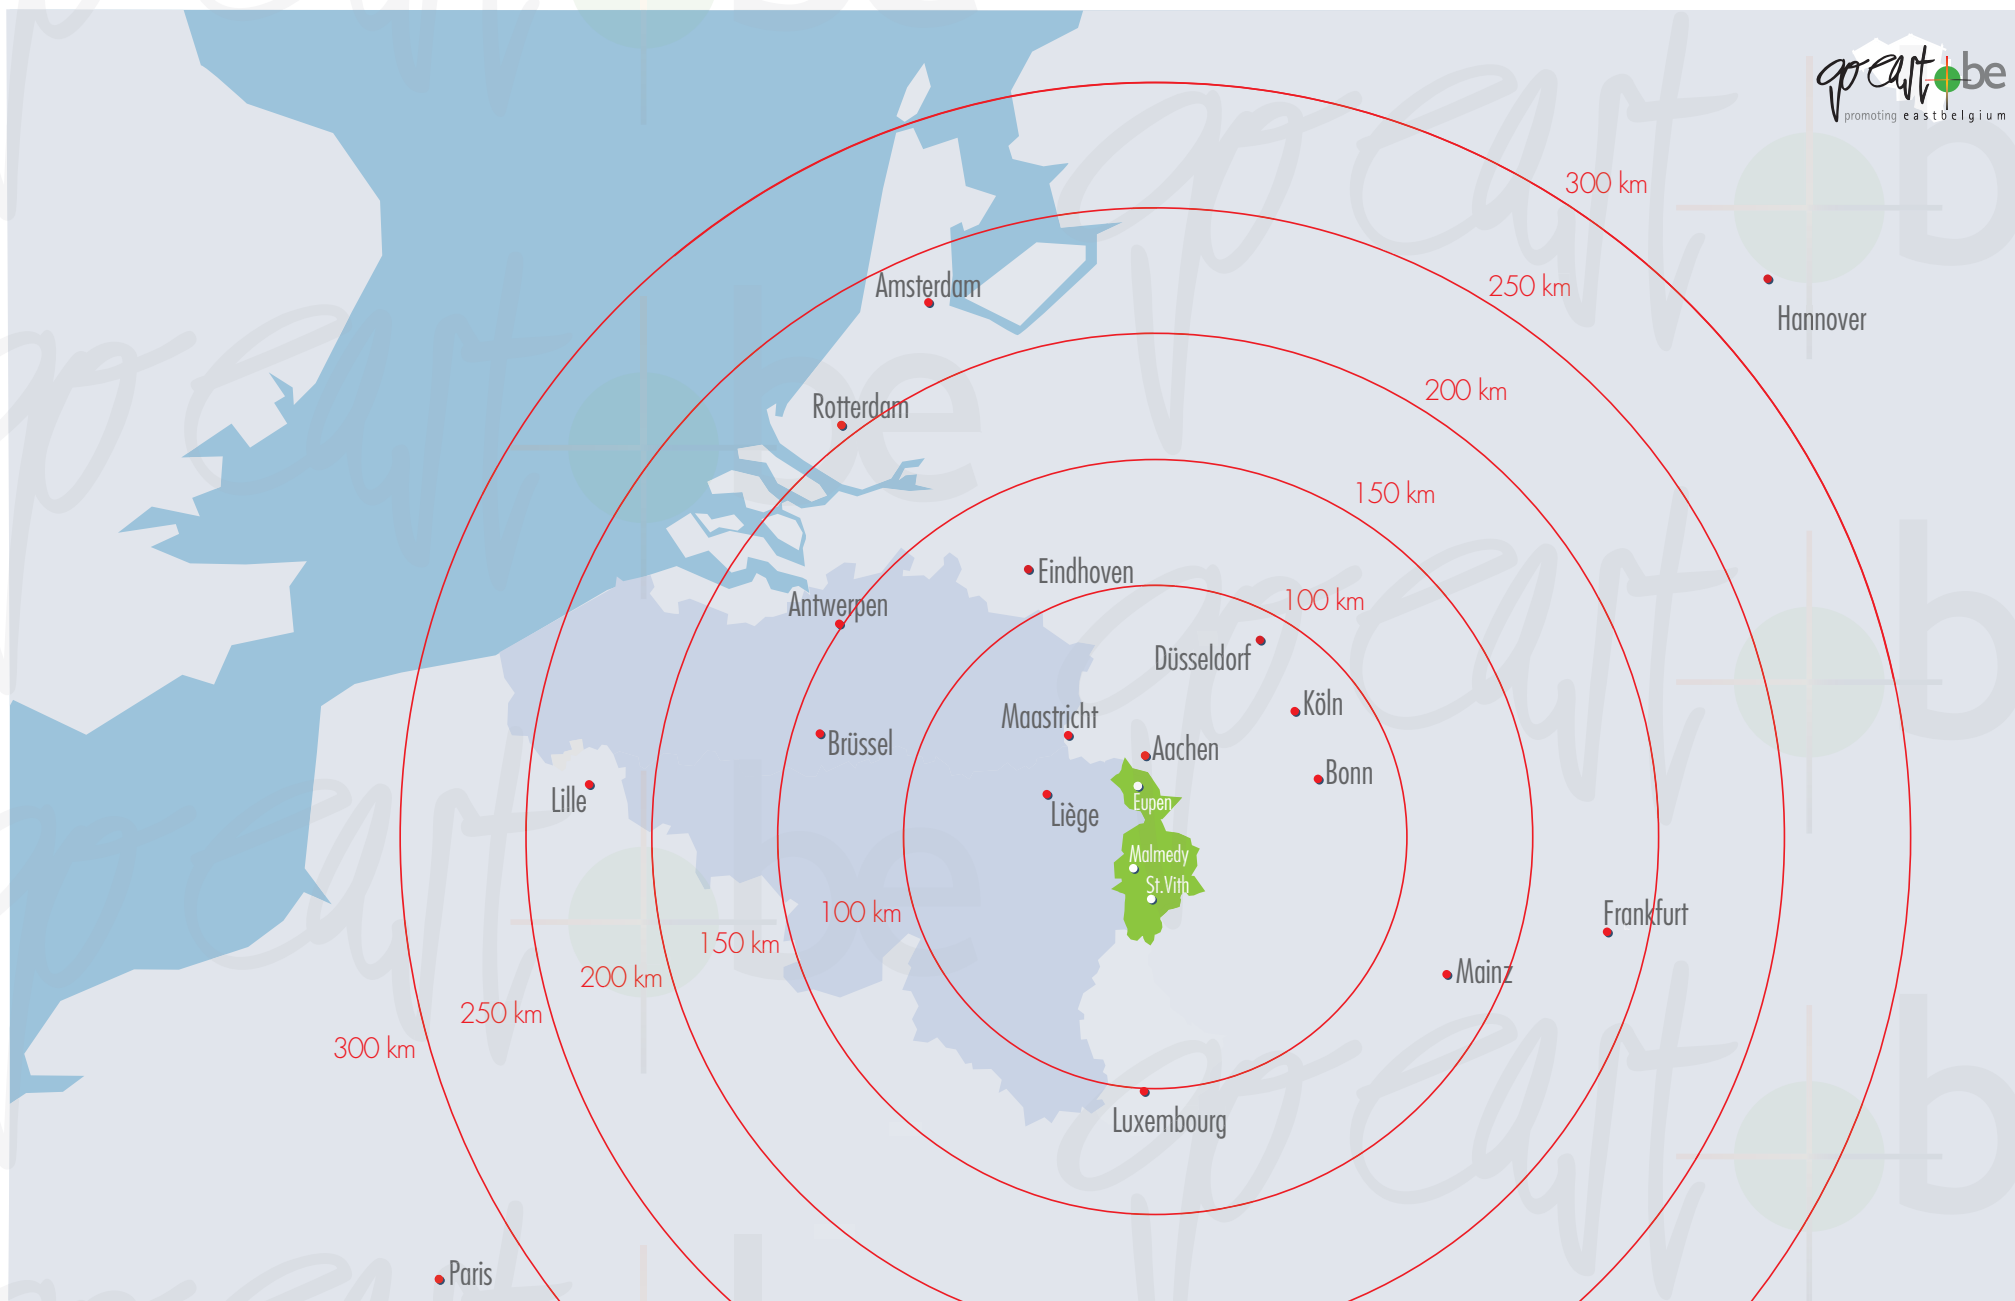 go east be
promoting eastbelgium
300 km
250 km
Amsterdam
Hannover
200 km
Rotterdam
150 km
Eindhoven
100 km
Antwerpen
Düsseldorf
Köln
Maastricht
Brüssel
Aachen
Bonn
Lille
Eupen
Liège
Malmedy
St.Vith
100 km
Frankfurt
150 km
Mainz
200 km
250 km
300 km
Luxembourg
Paris